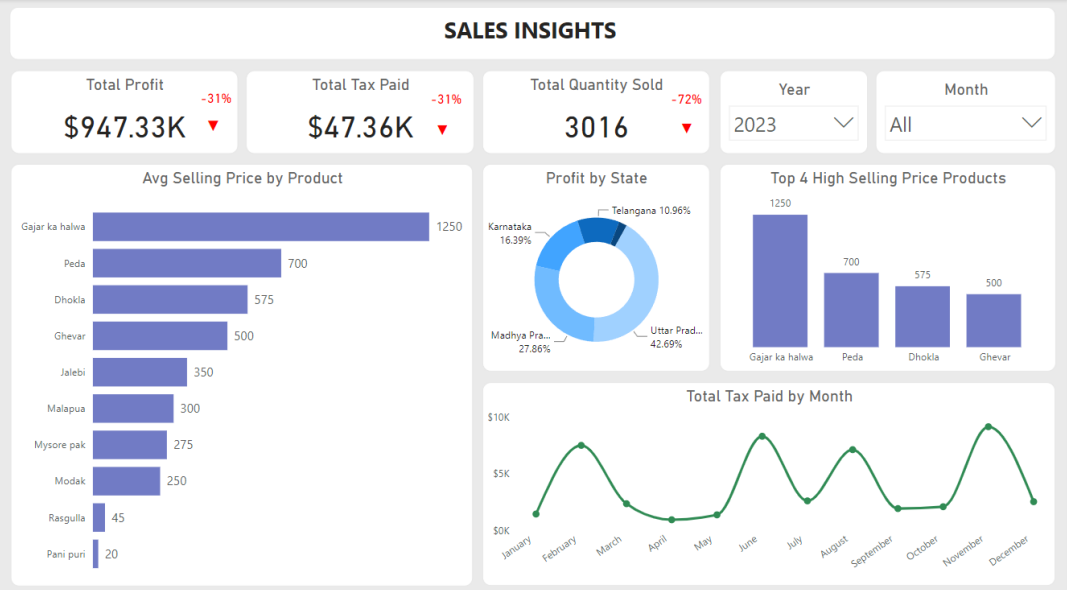 SALES INSIGHTS
Total Profit
-31%
$947.33K
Total Tax Paid
-31%
$47.36K
Total Quantity Sold
-72%
3016
Year
2023
Month
All
Avg Selling Price by Product
Gajar ka halwa 1250
Peda 700
Dhokla 575
Ghevar 500
Jalebi 350
Malapua 300
Mysore pak 275
Modak 250
Rasgulla 45
Pani puri 20
Profit by State
Telangana 10.96%
Karnataka
16.39%
Madhya Pra...
27.86%
Uttar Prad...
42.69%
Top 4 High Selling Price Products
1250
700
575
500
Gajar ka halwa Peda Dhokla Ghevar
Total Tax Paid by Month
$10K
$5K
$0K
January February March April May June July August September October November December